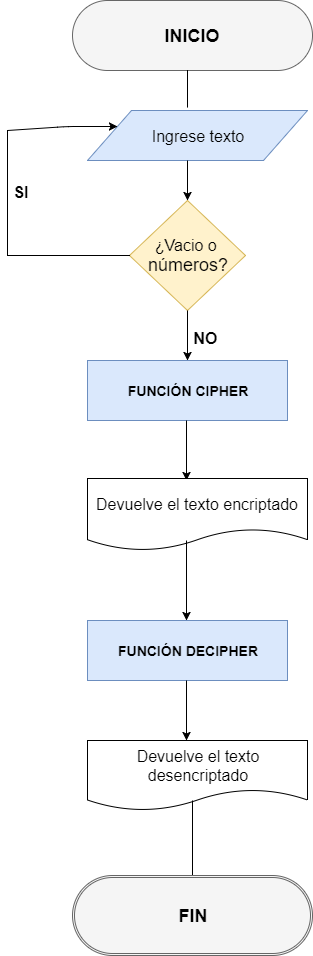 INICIO
Ingrese texto
¿Vacio o
números?
SI
NO
FUNCIÓN CIPHER
Devuelve el texto encriptado
FUNCIÓN DECIPHER
Devuelve el texto
desencriptado
FIN